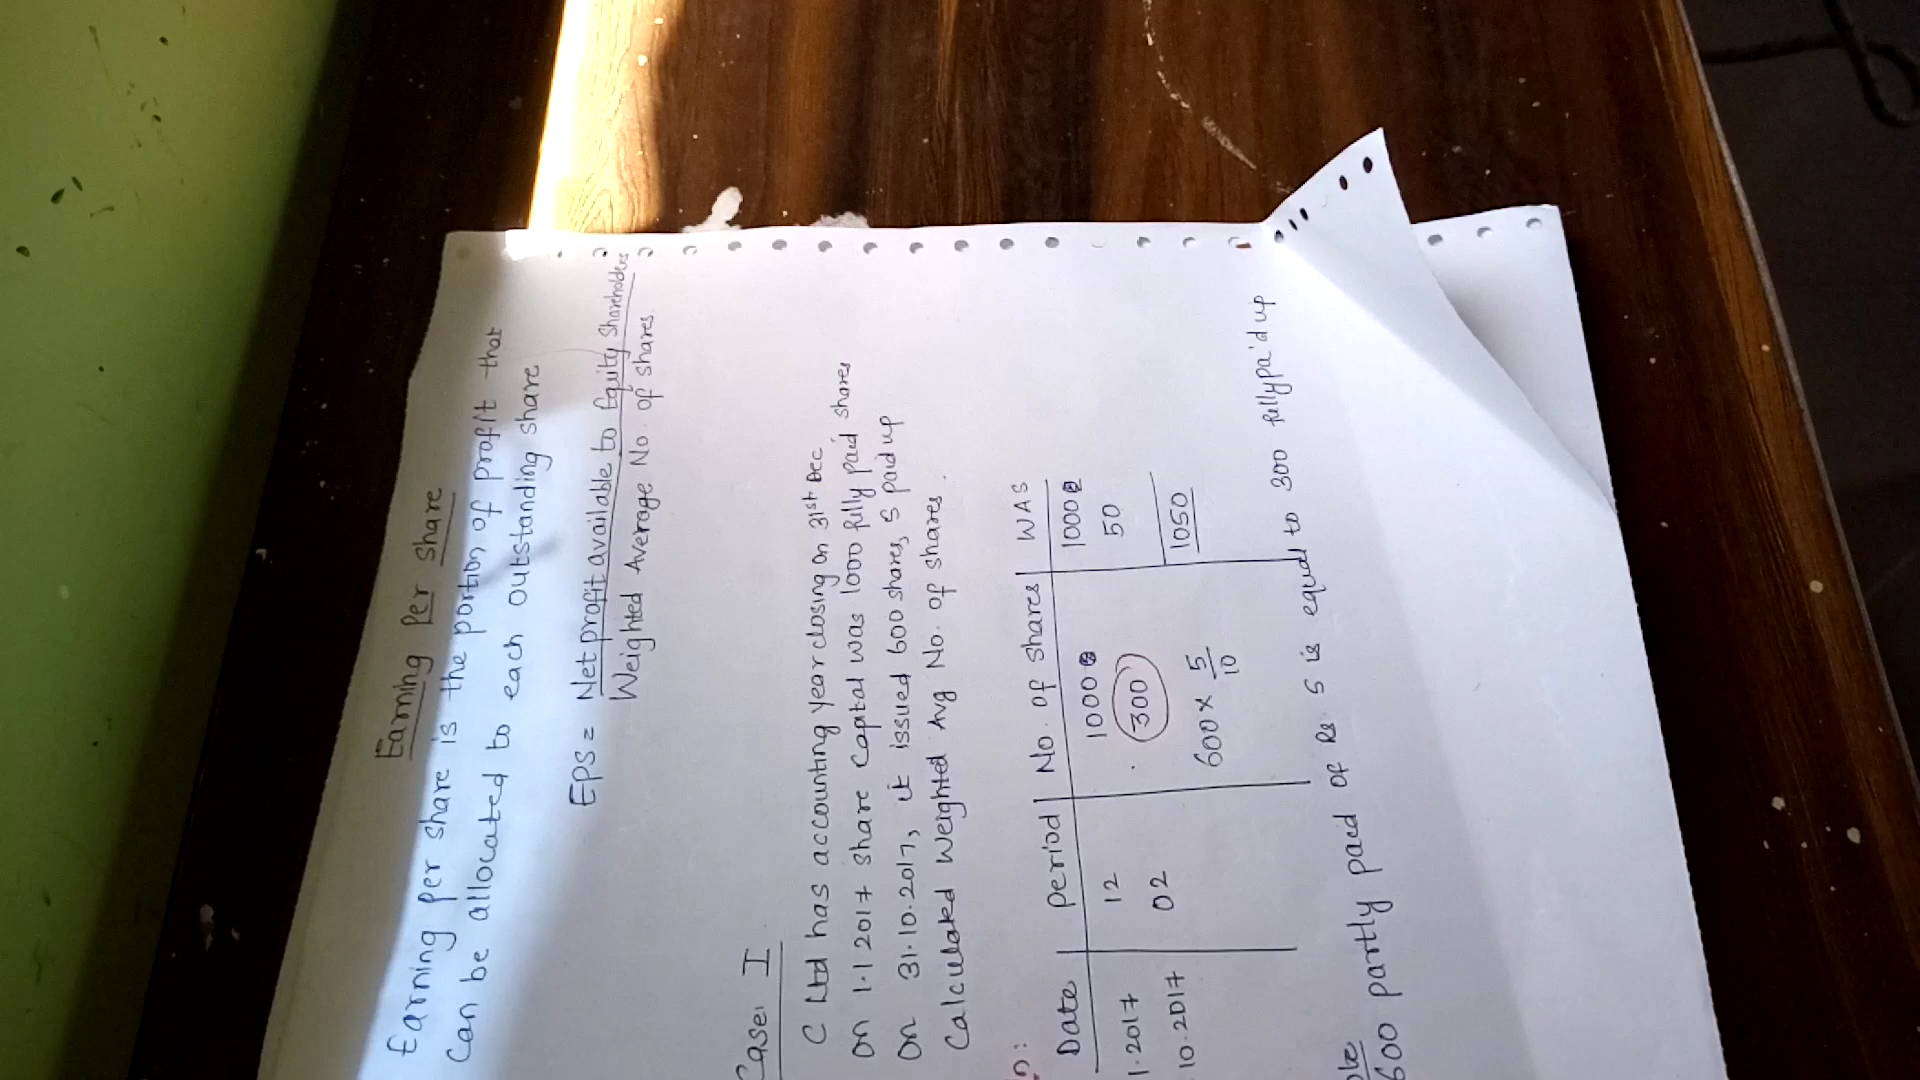 Earning Per Share
Earning per share is the portion of profit that
can be allocated to each outstanding share
EPS = Net profit available to Equity Shareholders
Weighted Average No. of shares.
Case: I
C Ltd has accounting year closing on 31st Dec
on 1.1 2017 share capital was 1000 fully paid shares
On 31.10.2017, it issued 600 shares, 5 paid up
Calculated Weighted Avg No. of shares.
n:
Date period No. of shares WAS
1.2017 12 1000 1000
.10.2017 02 300 50
600 x 5/10 1050
600 partly paid of Rs. 5 is equal to 300 fully paid up